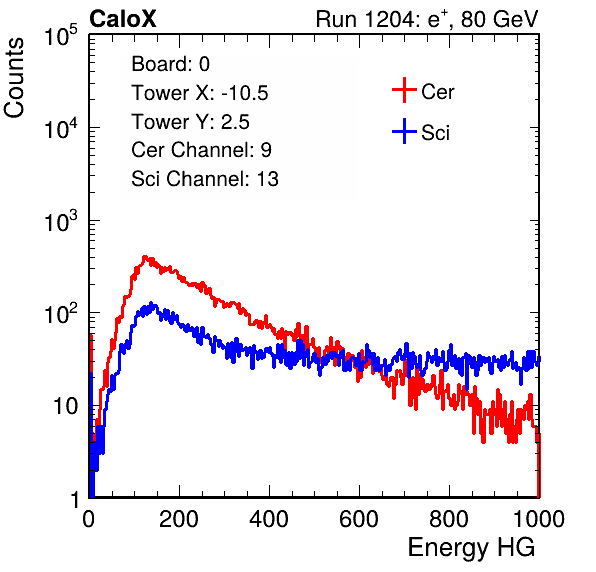 CaloX Run 1204: e⁺, 80 GeV
Counts
10⁵
10⁴
10³
10²
10
1
Board: 0
Tower X: -10.5
Tower Y: 2.5
Cer Channel: 9
Sci Channel: 13
Cer
Sci
0 200 400 600 800 1000
Energy HG